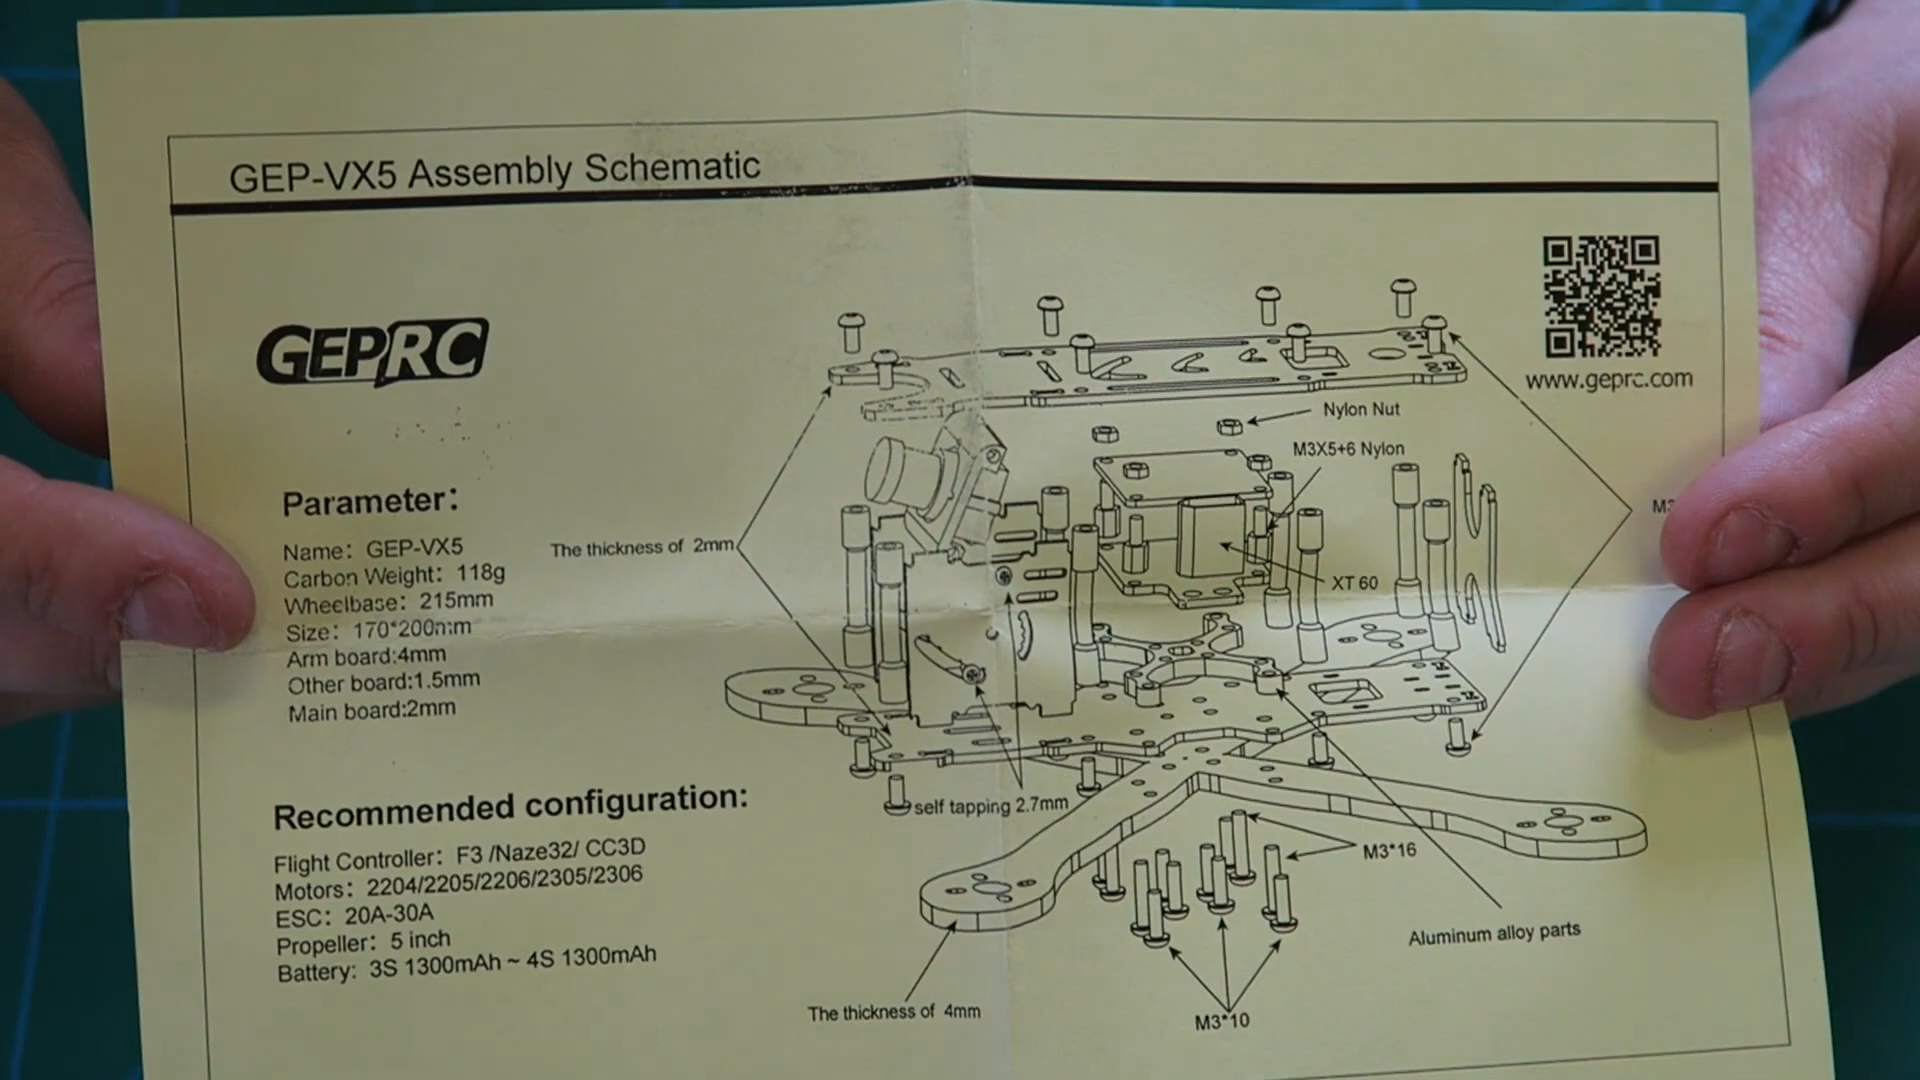 GEP-VX5 Assembly Schematic
GEPRC
www.geprc.com
Parameter:
Name: GEP-VX5
Carbon Weight: 118g
Wheelbase: 215mm
Size: 170*200mm
Arm board:4mm
Other board:1.5mm
Main board:2mm
Recommended configuration:
Flight Controller: F3 /Naze32/ CC3D
Motors: 2204/2205/2206/2305/2306
ESC: 20A-30A
Propeller: 5 inch
Battery: 3S 1300mAh ~ 4S 1300mAh
Nylon Nut
M3X5+6 Nylon
The thickness of 2mm
XT 60
self tapping 2.7mm
M3*16
Aluminum alloy parts
The thickness of 4mm
M3*10